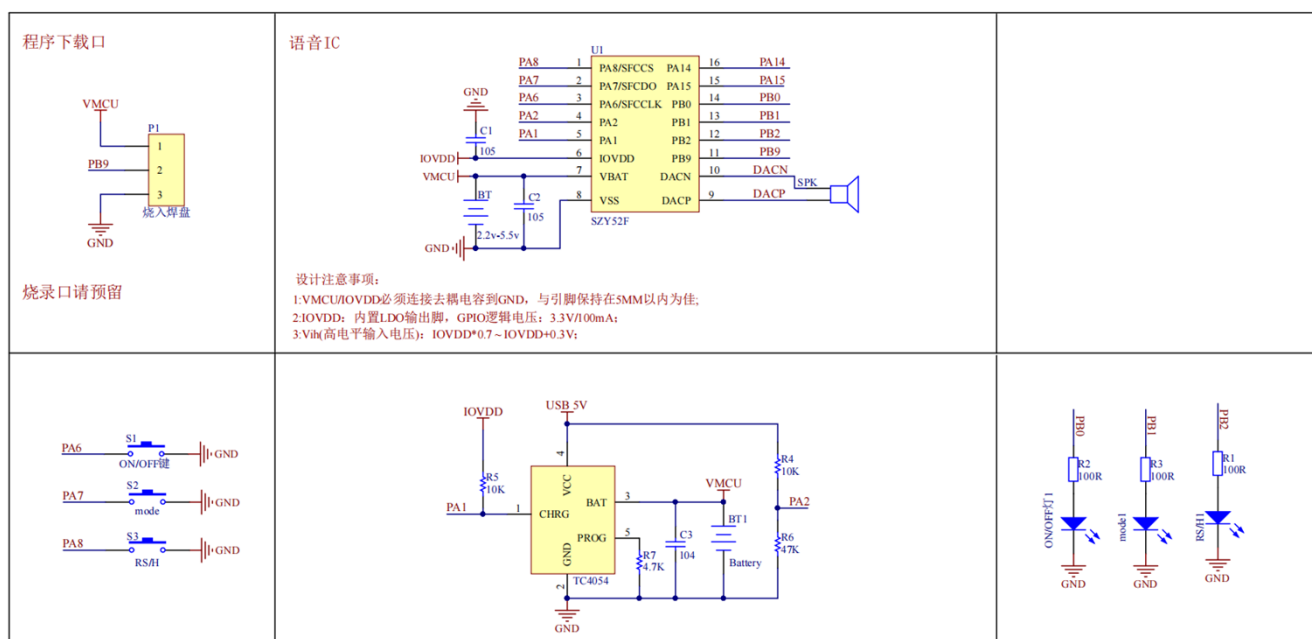 程序下载口
VMCU
P1
1
PB9
2
3
烧入焊盘
GND
烧录口请预留
语音IC
U1
PA8 1 PA8/SFCCS PA14 16 PA14
PA7 2 PA7/SFCDO PA15 15 PA15
PA6 3 PA6/SFCCLK PB0 14 PB0
PA2 4 PA2 PB1 13 PB1
PA1 5 PA1 PB2 12 PB2
IOVDD 6 IOVDD PB9 11 PB9
VMCU 7 VBAT DACN 10 DACN
8 VSS DACP 9 DACP
SZY52F
SPK
GND
C1
105
BT
C2
105
2.2v-5.5v
GND
设计注意事项:
1:VMCU/IOVDD必须连接去耦电容到GND，与引脚保持在5MM以内为佳;
2:IOVDD：内置LDO输出脚，GPIO逻辑电压：3.3V/100mA；
3:Vih(高电平输入电压)：IOVDD*0.7～IOVDD+0.3V；
PA6 S1 GND
ON/OFF键
PA7 S2 GND
mode
PA8 S3 GND
RS/H
IOVDD
USB 5V
R5
10K
4
VCC
PA1 1 CHRG
BAT 3
VMCU
PROG 5
GND
2
TC4054
R7
4.7K
C3
104
BT1
Battery
R4
10K
PA2
R6
47K
GND
PB0
R2
100R
ON/OFF灯1
GND
PB1
R3
100R
mode1
GND
PB2
R1
100R
RS/H1
GND